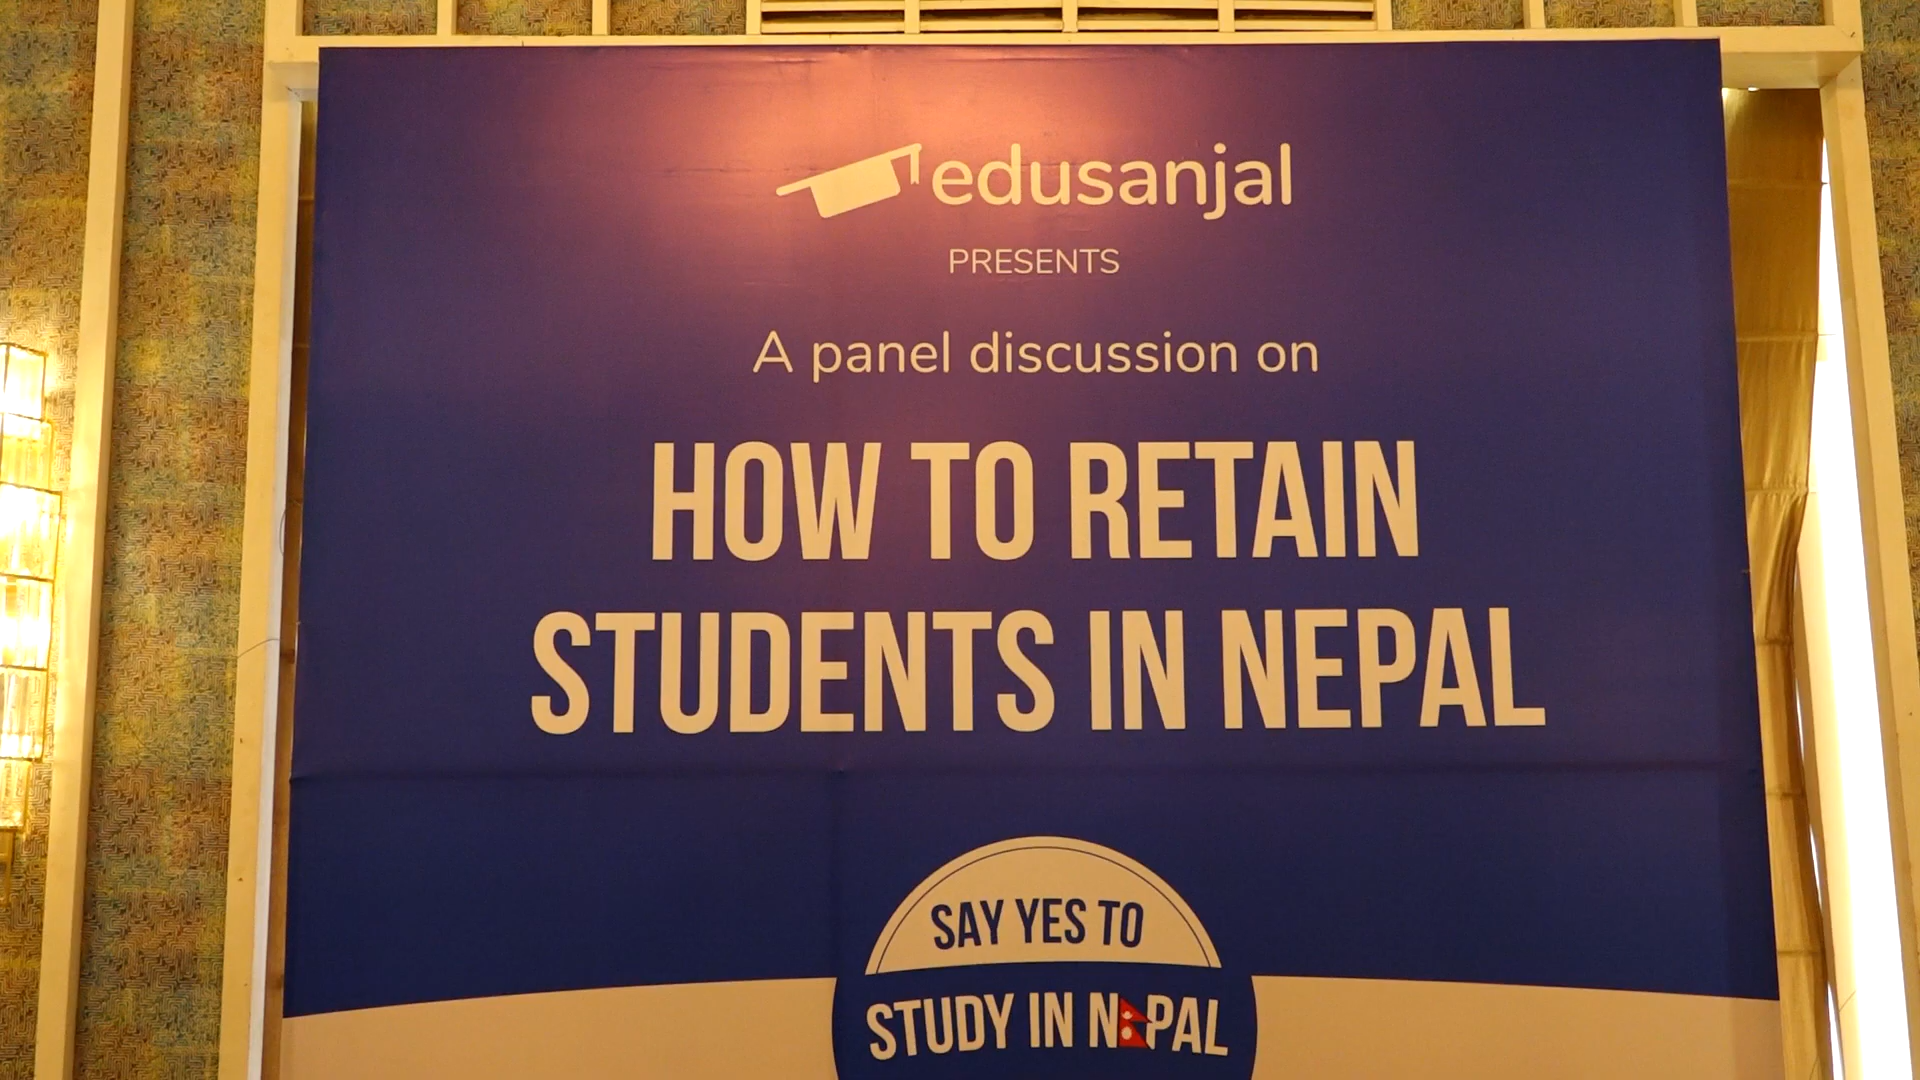 edusanjal
PRESENTS
A panel discussion on
HOW TO RETAIN
STUDENTS IN NEPAL
SAY YES TO
STUDY IN NEPAL